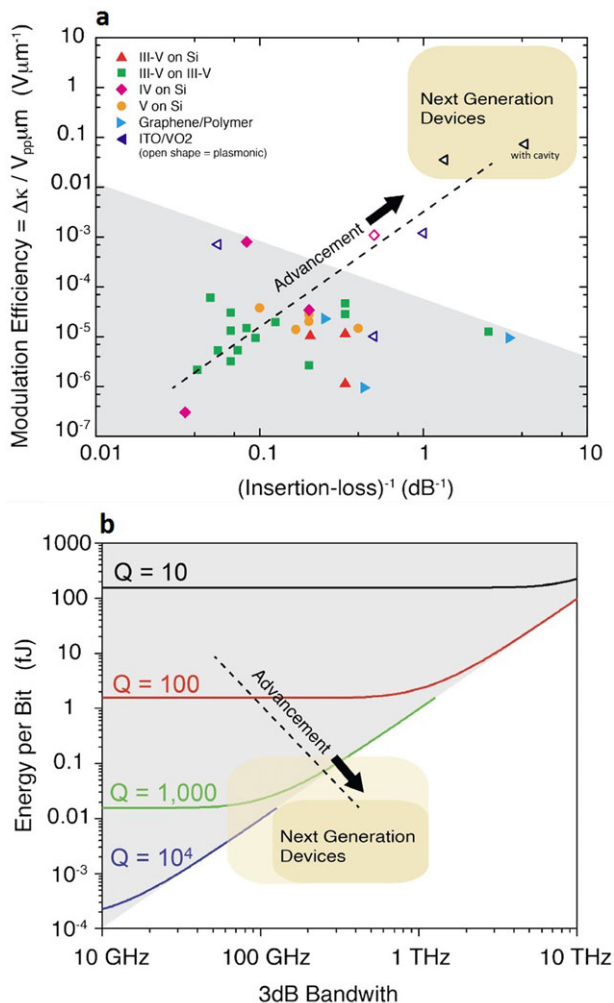 a
Modulation Efficiency = Δκ / Vpp μm (Vμm⁻¹)
10
1
0.1
0.01
10⁻³
10⁻⁴
10⁻⁵
10⁻⁶
10⁻⁷
III-V on Si
III-V on III-V
IV on Si
V on Si
Graphene/Polymer
ITO/VO2
(open shape = plasmonic)
Next Generation
Devices
with cavity
Advancement
0.01
0.1
1
10
(Insertion-loss)⁻¹ (dB⁻¹)
b
Energy per Bit (fJ)
1000
100
10
1
0.1
0.01
10⁻³
10⁻⁴
Q = 10
Q = 100
Q = 1,000
Q = 10⁴
Advancement
Next Generation
Devices
10 GHz
100 GHz
1 THz
10 THz
3dB Bandwith